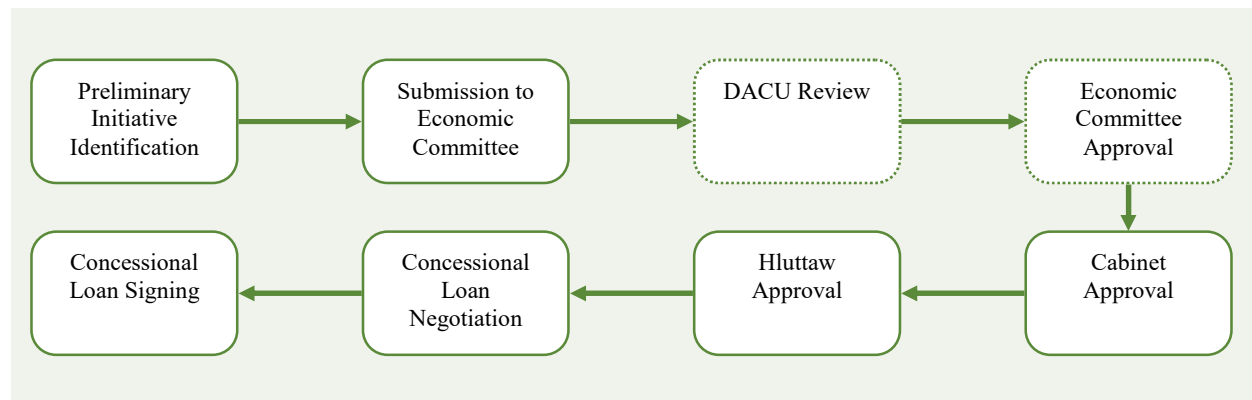 Preliminary
Initiative
Identification
Submission to
Economic
Committee
DACU Review
Economic
Committee
Approval
Cabinet
Approval
Hluttaw
Approval
Concessional
Loan
Negotiation
Concessional
Loan Signing